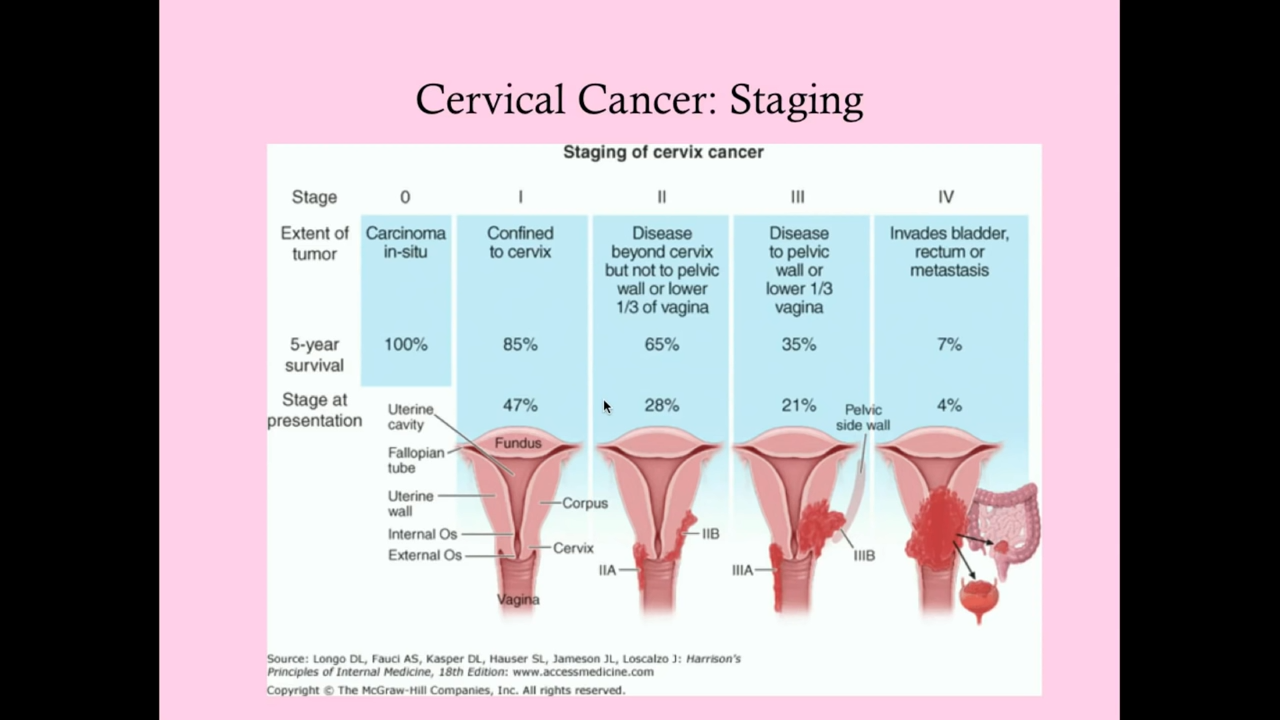 Cervical Cancer: Staging
Staging of cervix cancer
Stage 0 I II III IV
Extent of tumor
Carcinoma in-situ
Confined to cervix
Disease beyond cervix but not to pelvic wall or lower 1/3 of vagina
Disease to pelvic wall or lower 1/3 vagina
Invades bladder, rectum or metastasis
5-year survival
100% 85% 65% 35% 7%
Stage at presentation
47% 28% 21% 4%
Uterine cavity
Fallopian tube
Uterine wall
Internal Os
External Os
Fundus
Corpus
Cervix
Vagina
IIA
IIB
IIIA
Pelvic side wall
IIIB
Source: Longo DL, Fauci AS, Kasper DL, Hauser SL, Jameson JL, Loscalzo J: Harrison's
Principles of Internal Medicine, 18th Edition: www.accessmedicine.com
Copyright © The McGraw-Hill Companies, Inc. All rights reserved.